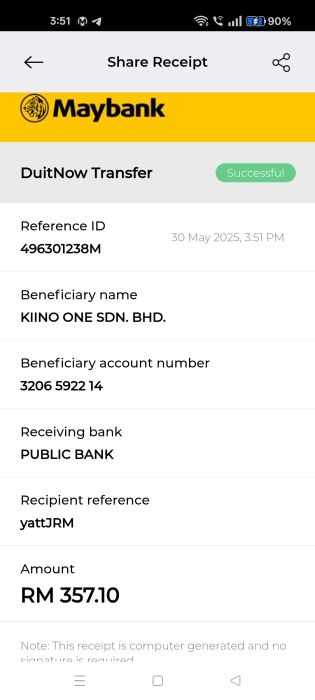 3:51 90%
Share Receipt
Maybank
DuitNow Transfer Successful
Reference ID
496301238M 30 May 2025, 3:51 PM
Beneficiary name
KIINO ONE SDN. BHD.
Beneficiary account number
3206 5922 14
Receiving bank
PUBLIC BANK
Recipient reference
yattJRM
Amount
RM 357.10
Note: This receipt is computer generated and no
signature is required